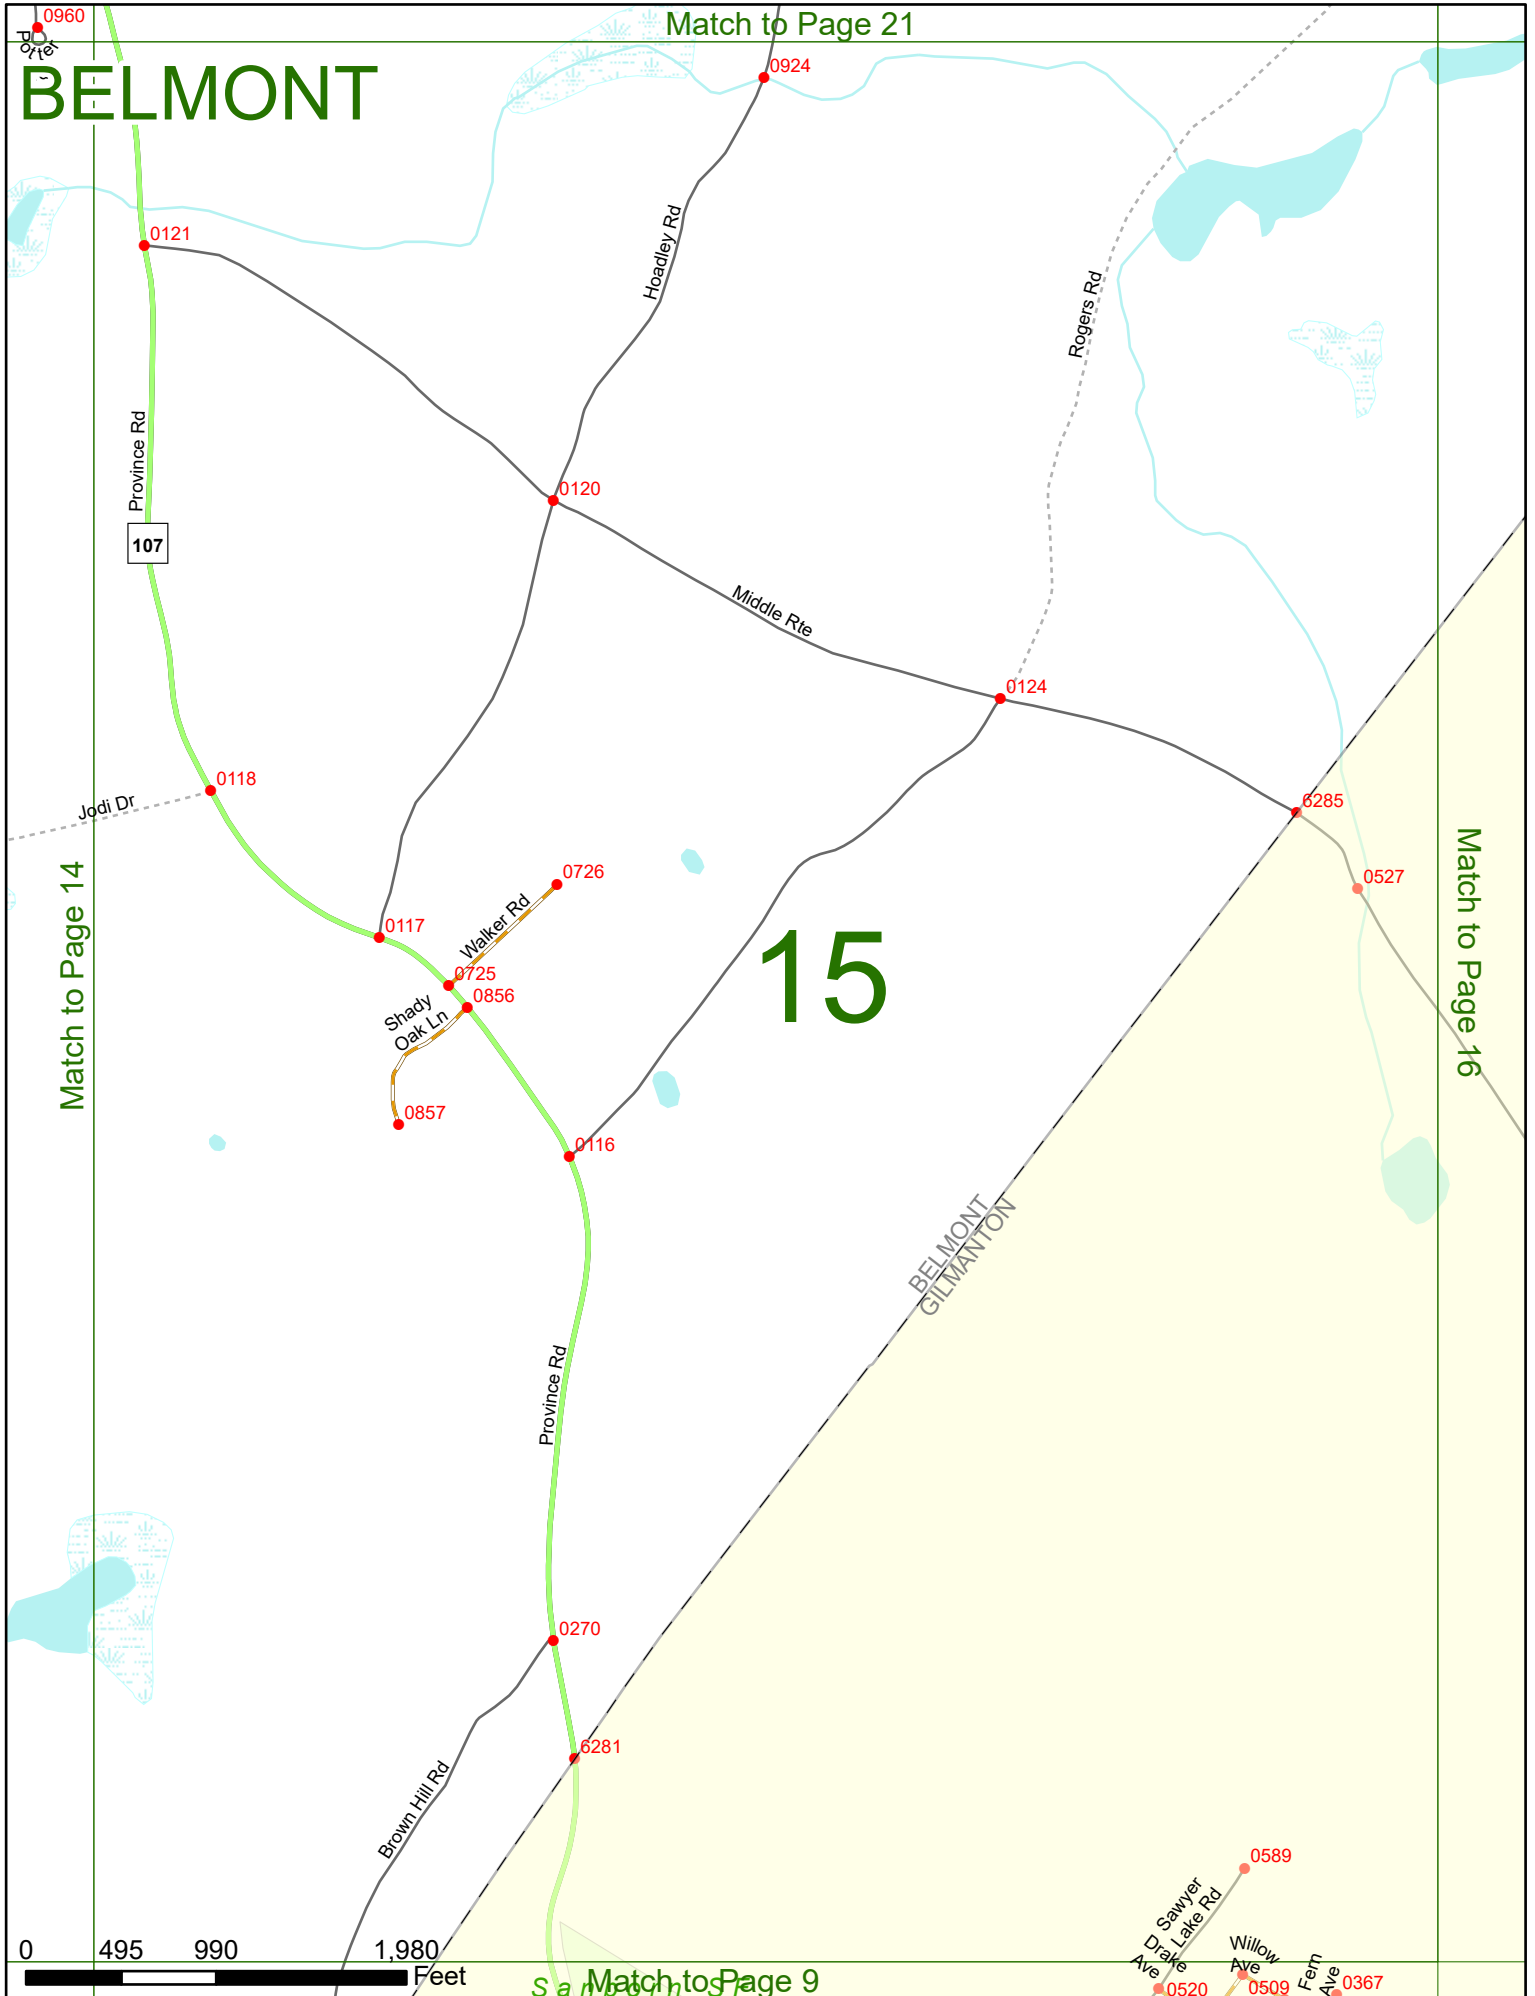 0960
Match to Page 21
Potter
0924
BELMONT
0121
Hoadley Rd
Rogers Rd
Province Rd
0120
107
Middle Rte
0124
0118
Jodi Dr
6285
Match to Page 14
0726
0527
Match to Page 16
Walker Rd
0117
15
0725
0856
Shady
Oak Ln
0857
0116
BELMONT
GILMANTON
Province Rd
0270
6281
Brown Hill Rd
0589
Sawyer
Lake Rd
Drake
Ave
Willow
Ave
Fern
Ave
0 495 990 1,980
Feet
Sanborn SF
Match to Page 9
0520
0509
0367